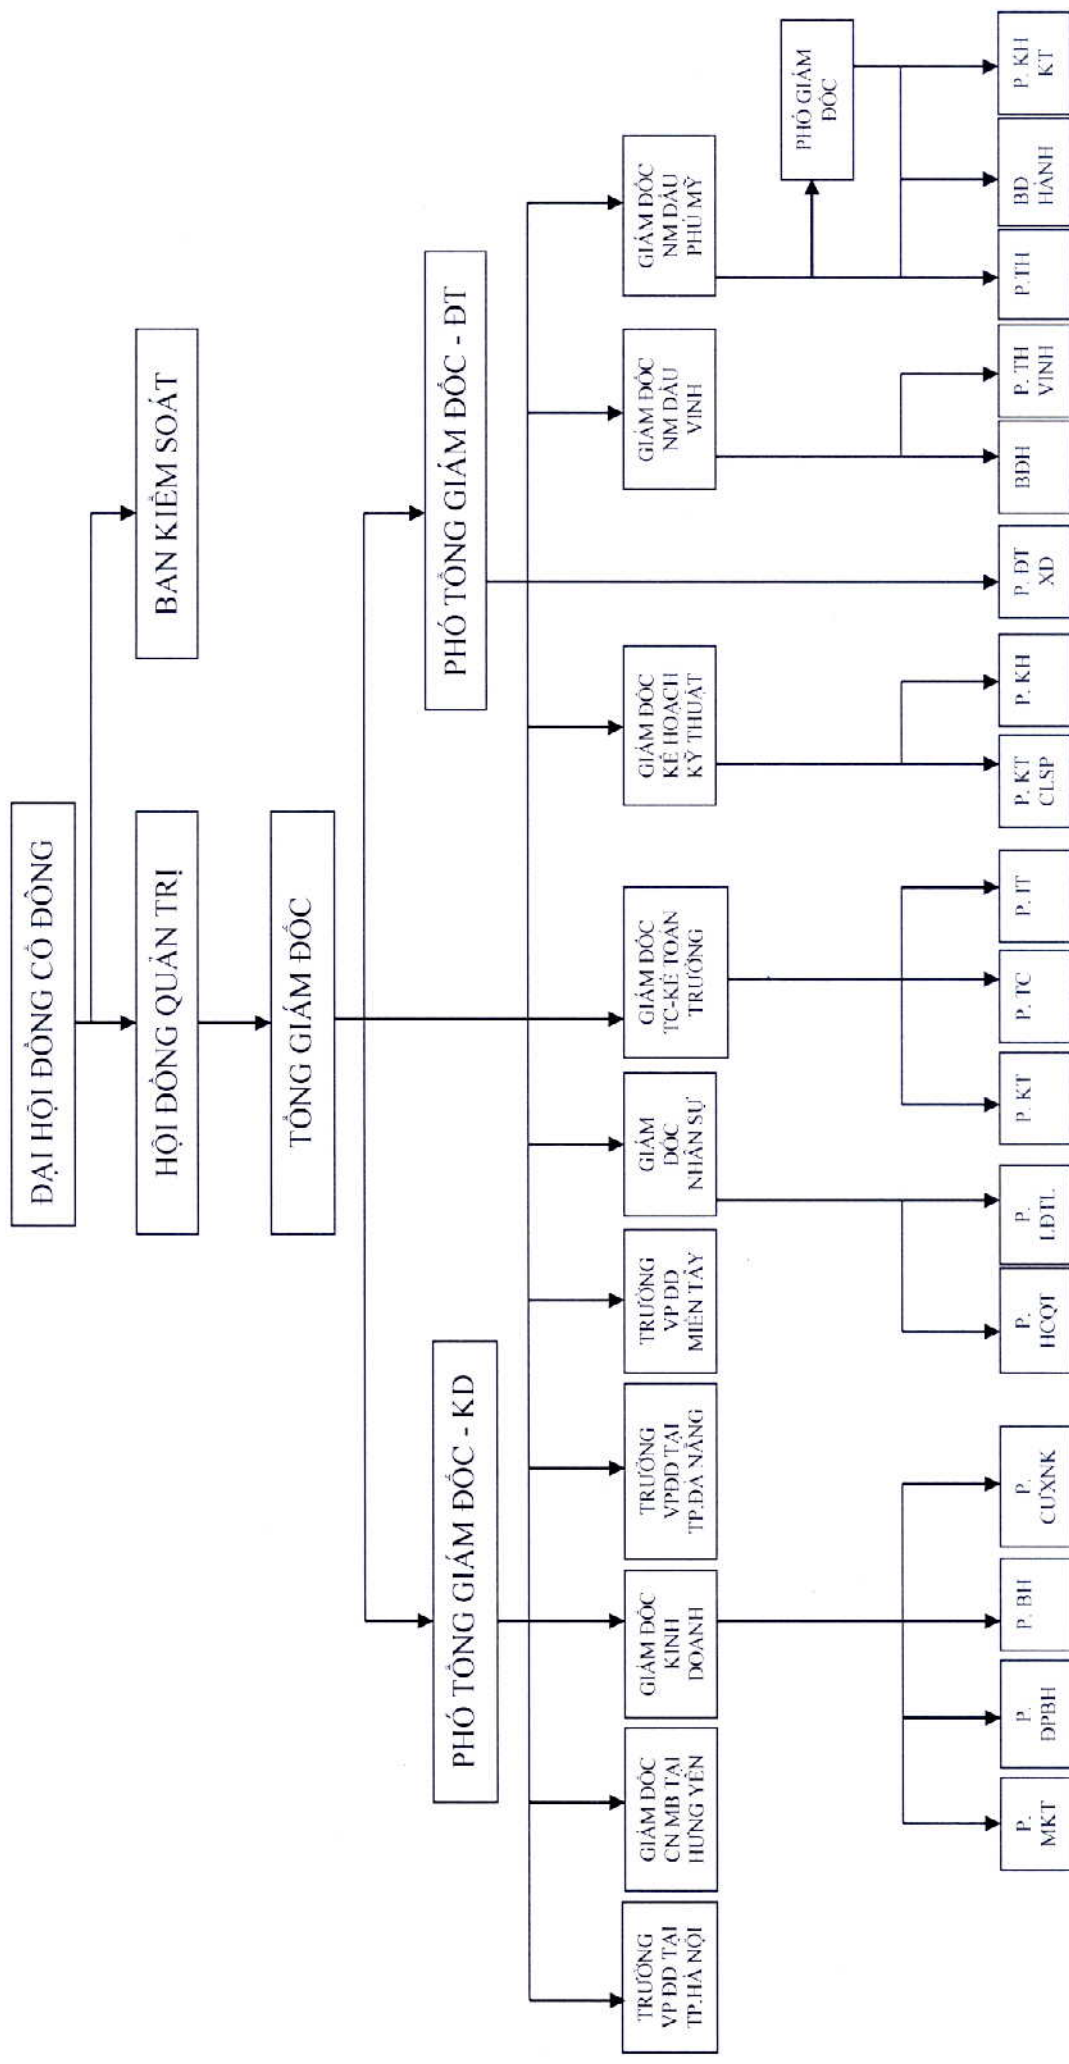 ĐẠI HỘI ĐỒNG CỔ ĐÔNG
HỘI ĐỒNG QUẢN TRỊ
BAN KIỂM SOÁT
TỔNG GIÁM ĐỐC
PHÓ TỔNG GIÁM ĐỐC - KD
PHÓ TỔNG GIÁM ĐỐC - ĐT
TRƯỞNG
VP ĐD TẠI
TP.HÀ NỘI
GIÁM ĐỐC
CN MB TẠI
HƯNG YÊN
GIÁM ĐỐC
KINH
DOANH
TRƯỞNG
VPĐD TẠI
TP.ĐÀ NẴNG
TRƯỞNG
VP ĐD
MIỀN TÂY
GIÁM
ĐỐC
NHÂN SỰ
GIÁM ĐỐC
TC-KẾ TOÁN
TRƯỞNG
GIÁM ĐỐC
KẾ HOẠCH
KỸ THUẬT
GIÁM ĐỐC
NM DẦU
VINH
GIÁM ĐỐC
NM DẦU
PHÚ MỸ
PHÓ GIÁM
ĐỐC
P.
MKT
P.
ĐPBH
P. BH
P.
CƯXNK
P.
HCQT
P.
LĐTL
P. KT
P. TC
P. IT
P. KT
CLSP
P. KH
P. ĐT
XD
BĐH
P. TH
VINH
P.TH
BĐ
HÀNH
P. KH
KT